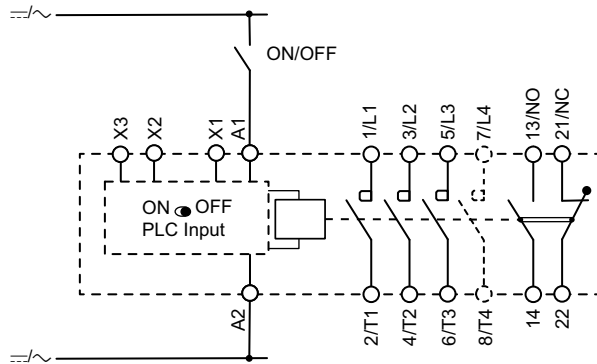 ON/OFF
X3
X2
X1
A1
1/L1
3/L2
5/L3
7/L4
13/NO
21/NC
ON OFF
PLC Input
A2
2/T1
4/T2
6/T3
8/T4
14
22